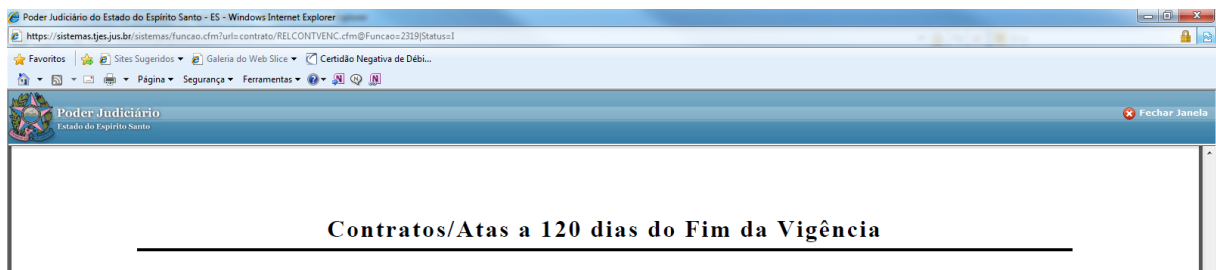 Poder Judiciário do Estado do Espírito Santo - ES - Windows Internet Explorer
https://sistemas.tjes.jus.br/sistemas/funcao.cfm?url=contrato/RELCONTVENC.cfm@Funcao=2319|Status=I
Favoritos Sites Sugeridos Galeria do Web Slice Certidão Negativa de Débi...
Página Segurança Ferramentas
Poder Judiciário
Estado do Espírito Santo
Fechar Janela
Contratos/Atas a 120 dias do Fim da Vigência